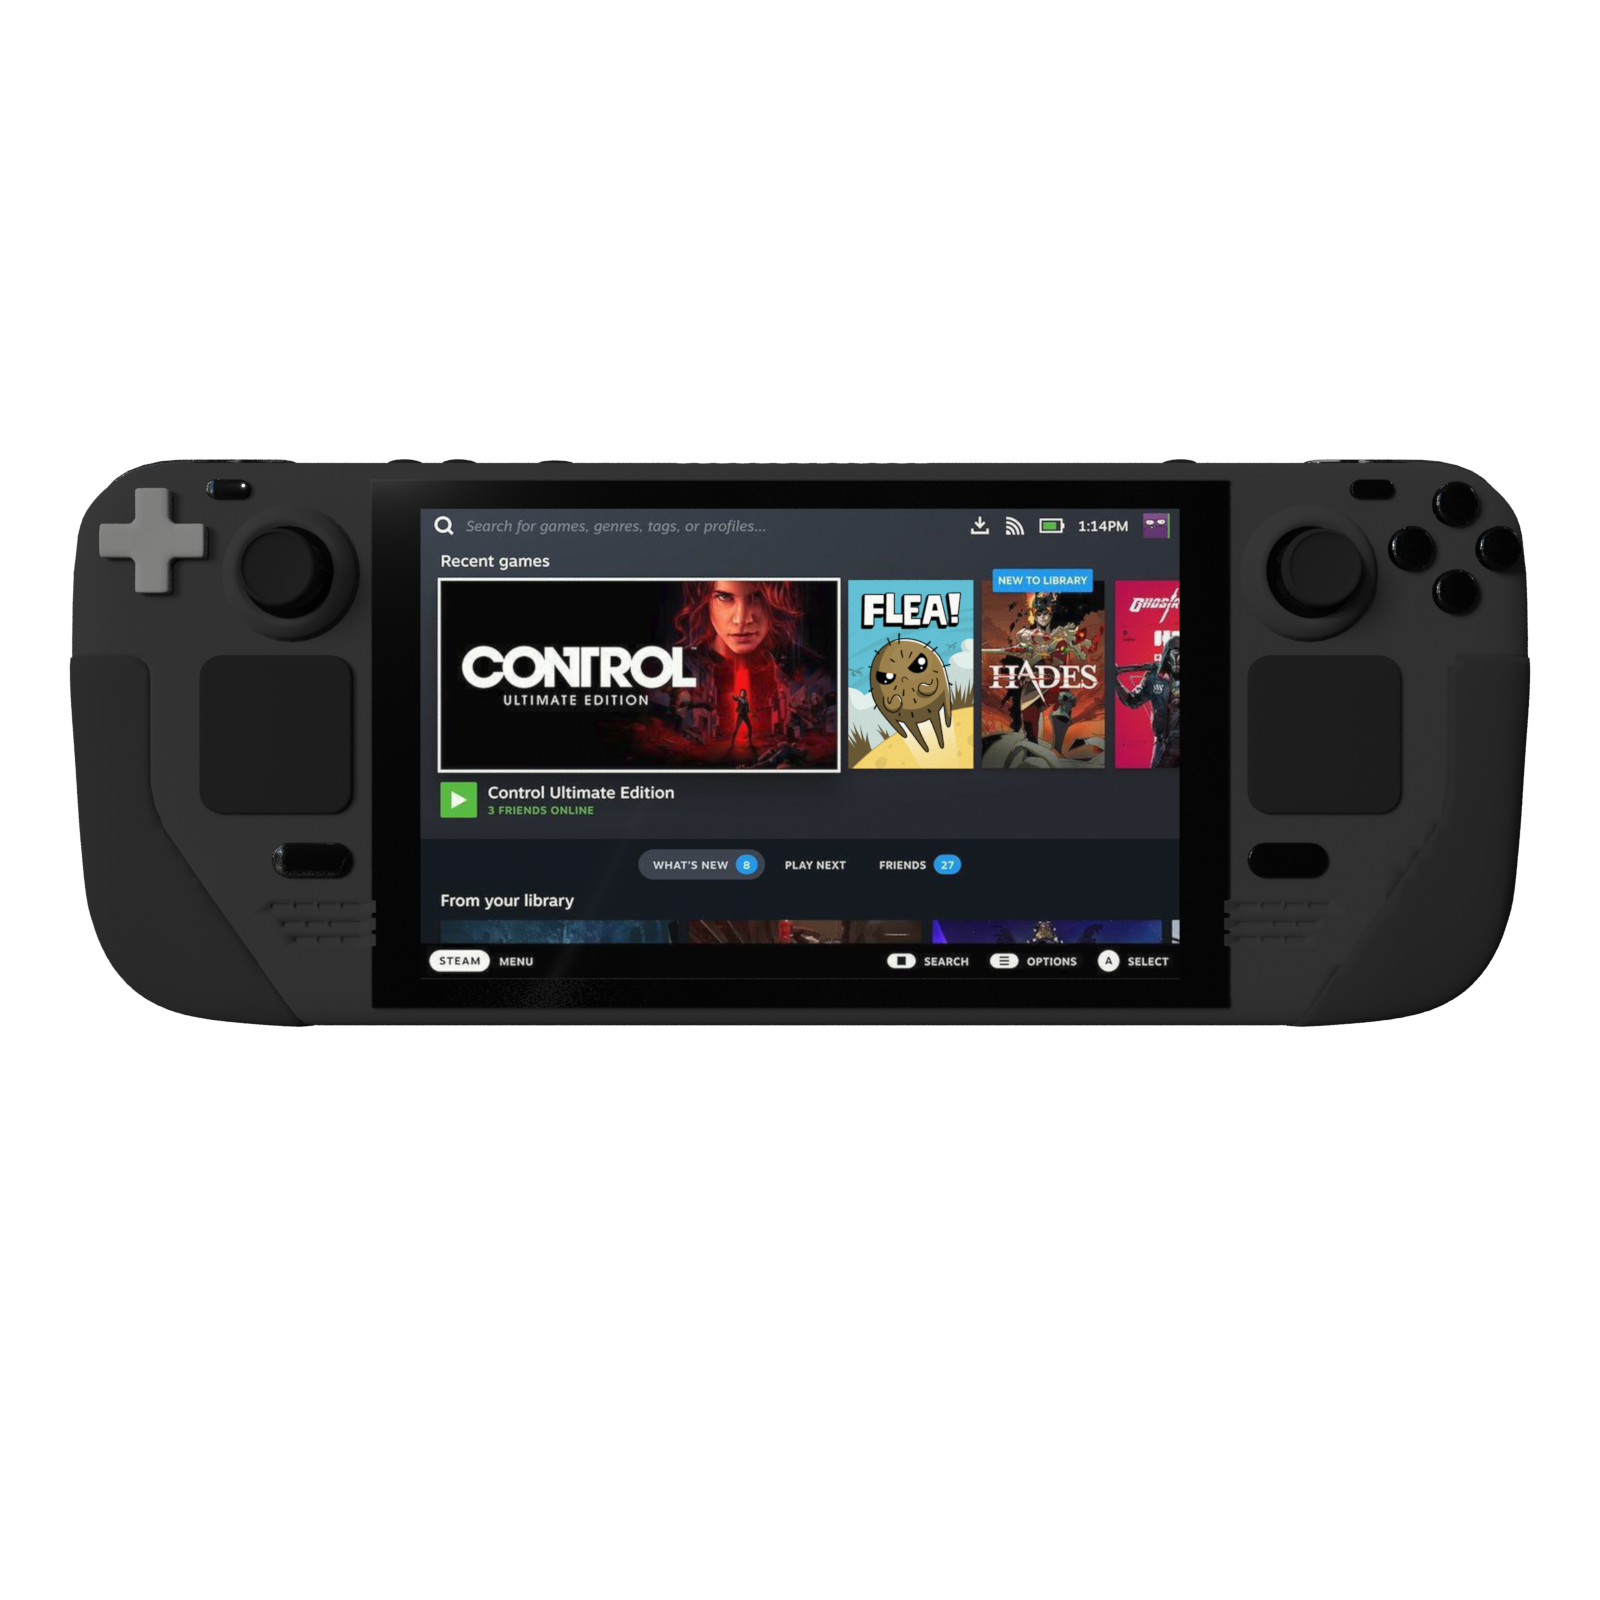 Search for games, genres, tags, or profiles...
1:14PM
Recent games
CONTROL
ULTIMATE EDITION
FLEA!
NEW TO LIBRARY
HADES
Control Ultimate Edition
3 FRIENDS ONLINE
WHAT'S NEW 8 PLAY NEXT FRIENDS 27
From your library
STEAM MENU
SEARCH OPTIONS A SELECT